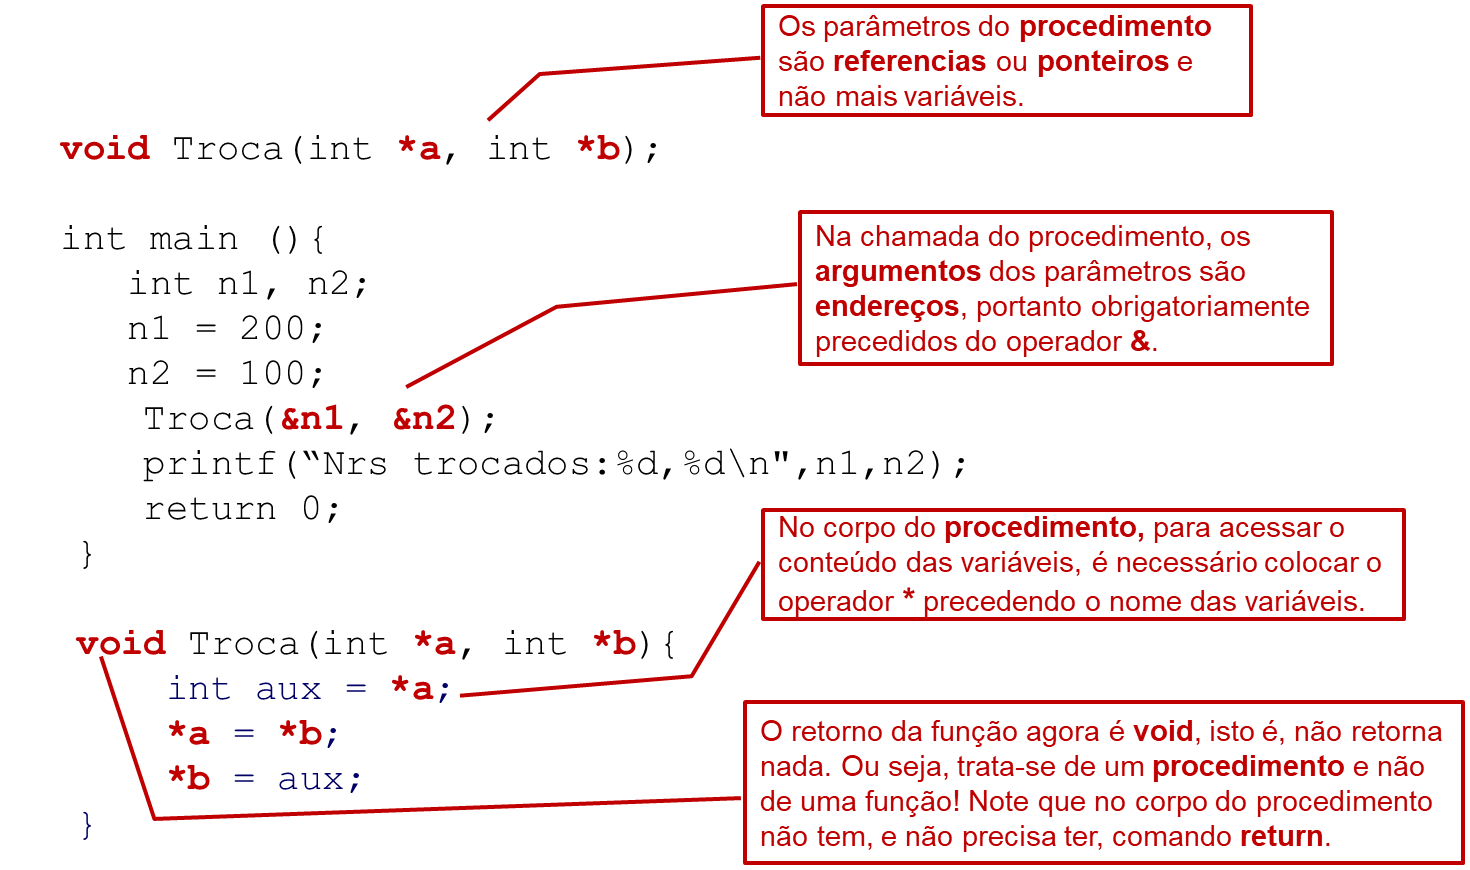 Os parâmetros do procedimento
são referencias ou ponteiros e
não mais variáveis.
void Troca(int *a, int *b);
int main (){
int n1, n2;
n1 = 200;
n2 = 100;
Troca(&n1, &n2);
printf(“Nrs trocados:%d,%d\n",n1,n2);
return 0;
}
Na chamada do procedimento, os
argumentos dos parâmetros são
endereços, portanto obrigatoriamente
precedidos do operador &.
No corpo do procedimento, para acessar o
conteúdo das variáveis, é necessário colocar o
operador * precedendo o nome das variáveis.
void Troca(int *a, int *b){
int aux = *a;
*a = *b;
*b = aux;
}
O retorno da função agora é void, isto é, não retorna
nada. Ou seja, trata-se de um procedimento e não
de uma função! Note que no corpo do procedimento
não tem, e não precisa ter, comando return.